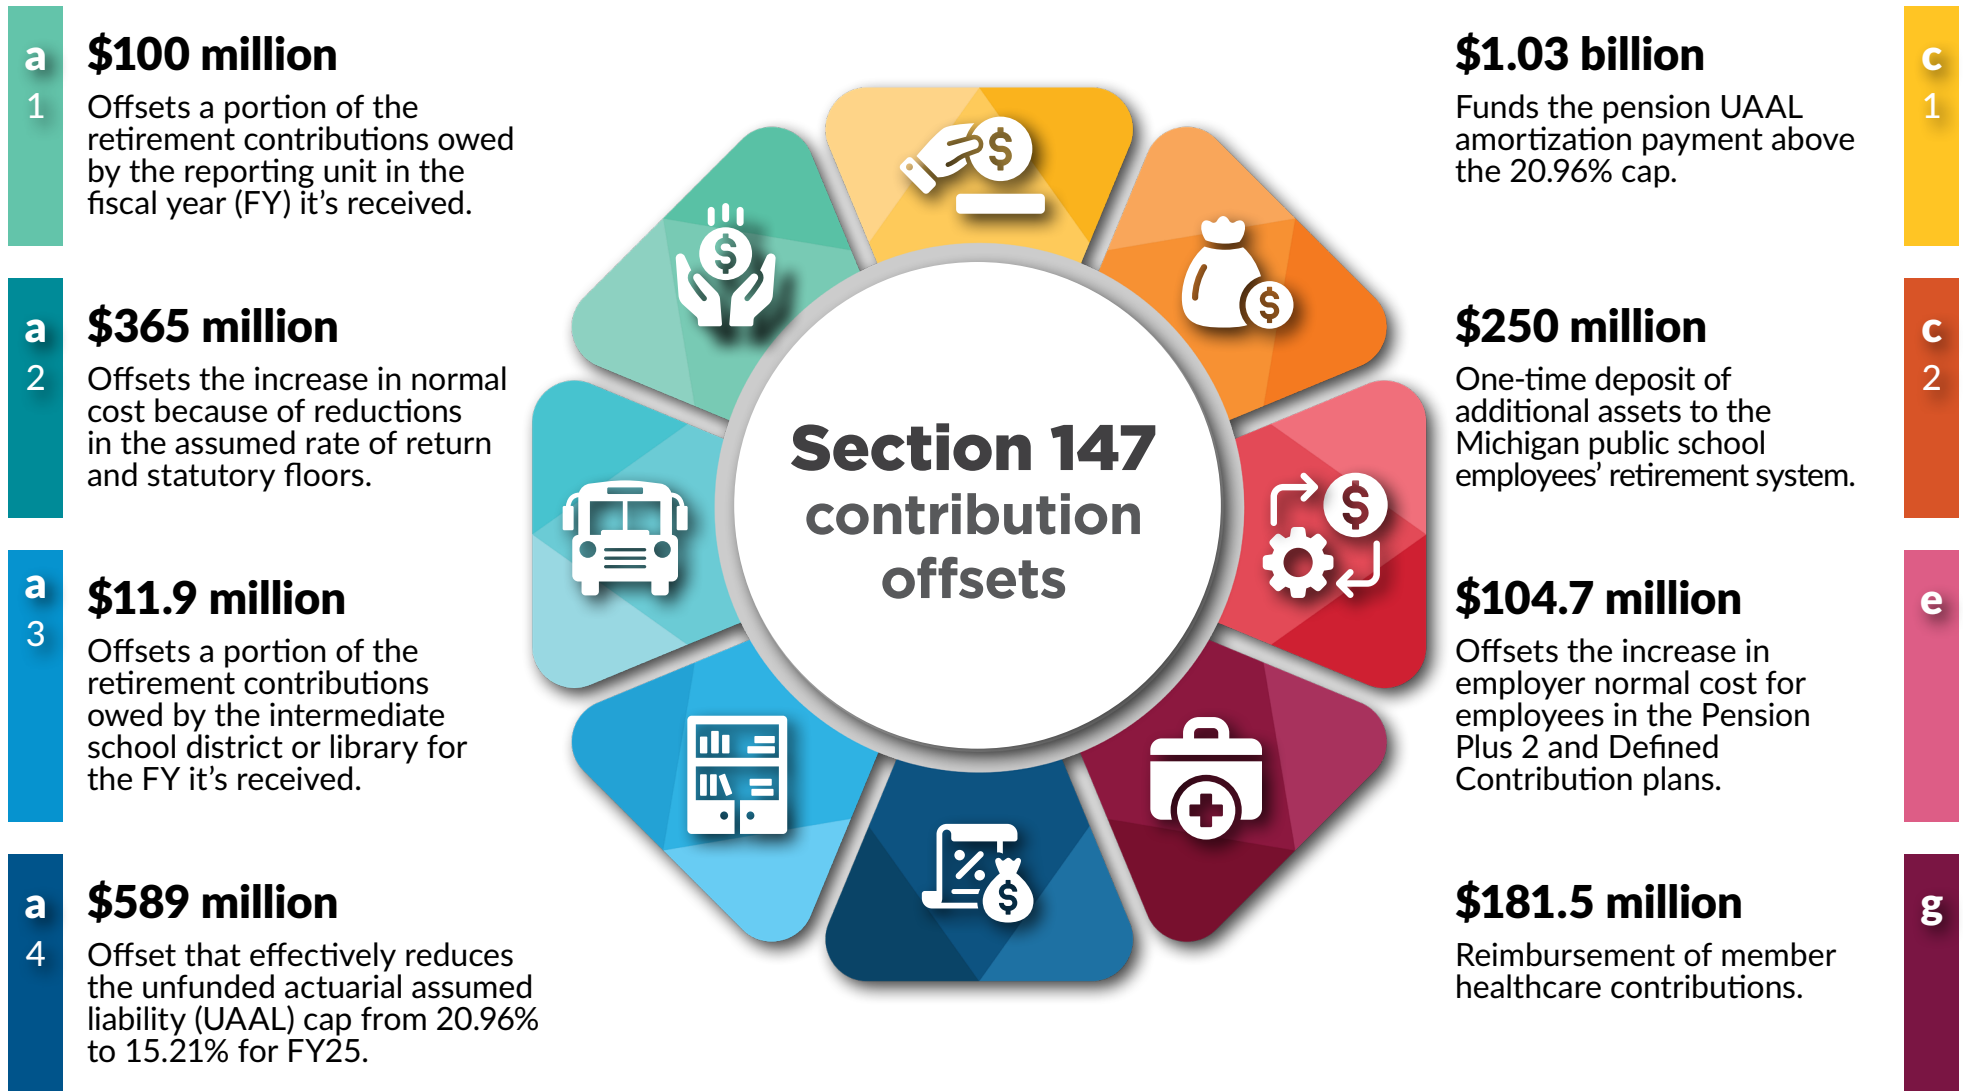 a
1
$100 million
Offsets a portion of the
retirement contributions owed
by the reporting unit in the
fiscal year (FY) it’s received.
a
2
$365 million
Offsets the increase in normal
cost because of reductions
in the assumed rate of return
and statutory floors.
a
3
$11.9 million
Offsets a portion of the
retirement contributions
owed by the intermediate
school district or library for
the FY it’s received.
a
4
$589 million
Offset that effectively reduces
the unfunded actuarial assumed
liability (UAAL) cap from 20.96%
to 15.21% for FY25.
$
$
$
$
$
%
$
Section 147
contribution
offsets
c
1
$1.03 billion
Funds the pension UAAL
amortization payment above
the 20.96% cap.
c
2
$250 million
One-time deposit of
additional assets to the
Michigan public school
employees’ retirement system.
e
$104.7 million
Offsets the increase in
employer normal cost for
employees in the Pension
Plus 2 and Defined
Contribution plans.
g
$181.5 million
Reimbursement of member
healthcare contributions.